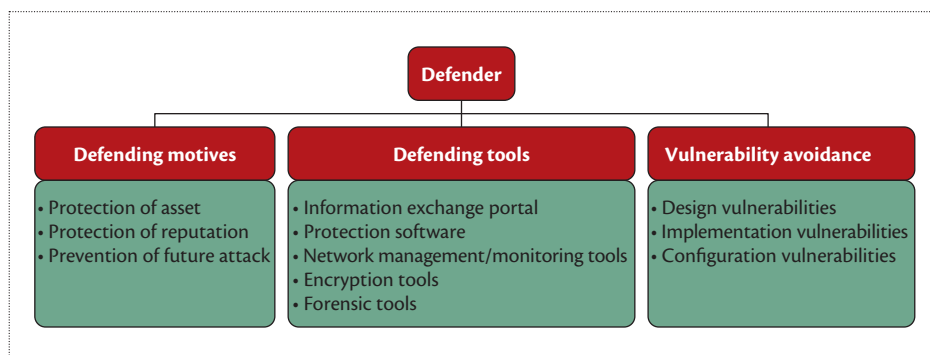 Defender
Defending motives
• Protection of asset
• Protection of reputation
• Prevention of future attack
Defending tools
• Information exchange portal
• Protection software
• Network management/monitoring tools
• Encryption tools
• Forensic tools
Vulnerability avoidance
• Design vulnerabilities
• Implementation vulnerabilities
• Configuration vulnerabilities